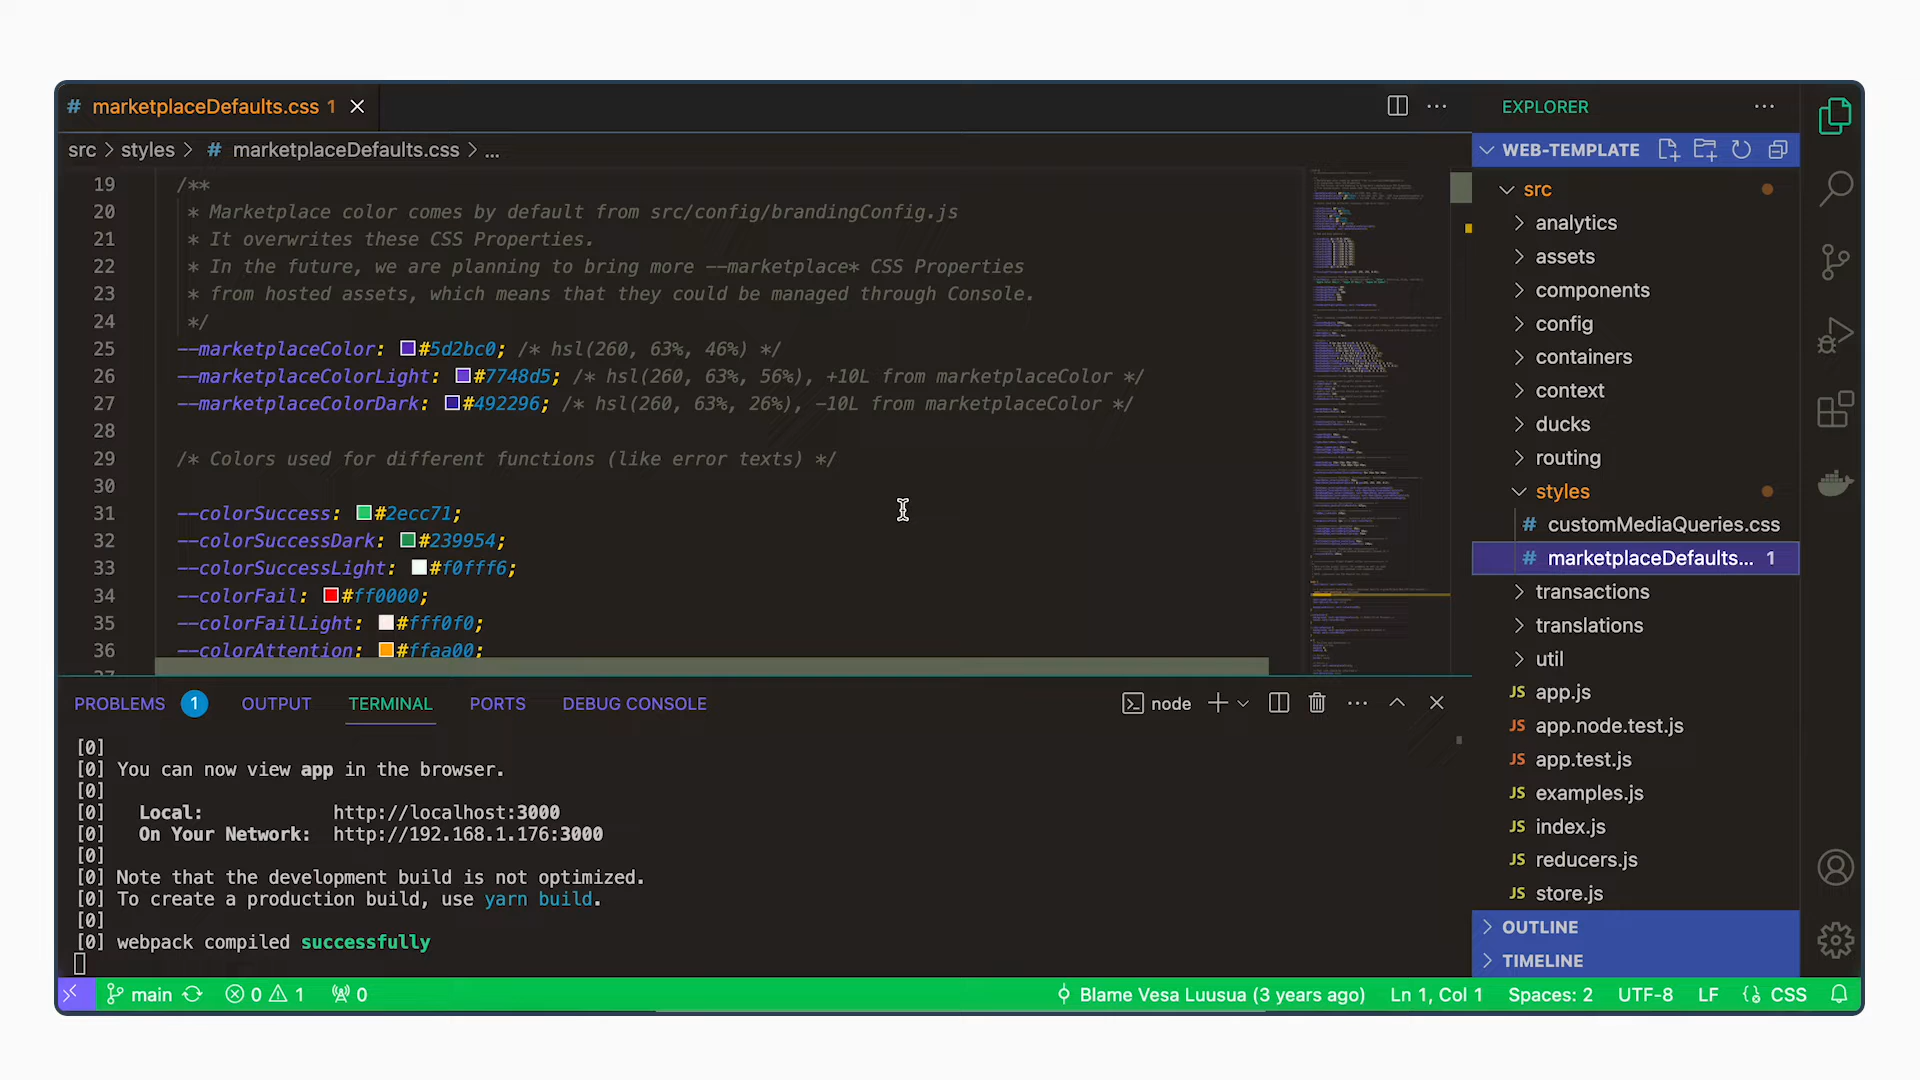 # marketplaceDefaults.css 1
src > styles > # marketplaceDefaults.css > ...
19 /**
20 * Marketplace color comes by default from src/config/brandingConfig.js
21 * It overwrites these CSS Properties.
22 * In the future, we are planning to bring more --marketplace* CSS Properties
23 * from hosted assets, which means that they could be managed through Console.
24 */
25 --marketplaceColor: #5d2bc0; /* hsl(260, 63%, 46%) */
26 --marketplaceColorLight: #7748d5; /* hsl(260, 63%, 56%), +10L from marketplaceColor */
27 --marketplaceColorDark: #492296; /* hsl(260, 63%, 26%), -10L from marketplaceColor */
28
29 /* Colors used for different functions (like error texts) */
30
31 --colorSuccess: #2ecc71;
32 --colorSuccessDark: #239954;
33 --colorSuccessLight: #f0fff6;
34 --colorFail: #ff0000;
35 --colorFailLight: #fff0f0;
36 --colorAttention: #ffaa00;
PROBLEMS 1 OUTPUT TERMINAL PORTS DEBUG CONSOLE
node
[0]
[0] You can now view app in the browser.
[0]
[0] Local: http://localhost:3000
[0] On Your Network: http://192.168.1.176:3000
[0]
[0] Note that the development build is not optimized.
[0] To create a production build, use yarn build.
[0]
[0] webpack compiled successfully
EXPLORER
WEB-TEMPLATE
src
analytics
assets
components
config
containers
context
ducks
routing
styles
# customMediaQueries.css
# marketplaceDefaults... 1
transactions
translations
util
JS app.js
JS app.node.test.js
JS app.test.js
JS examples.js
JS index.js
JS reducers.js
JS store.js
OUTLINE
TIMELINE
main 0 1 0
Blame Vesa Luusua (3 years ago) Ln 1, Col 1 Spaces: 2 UTF-8 LF CSS